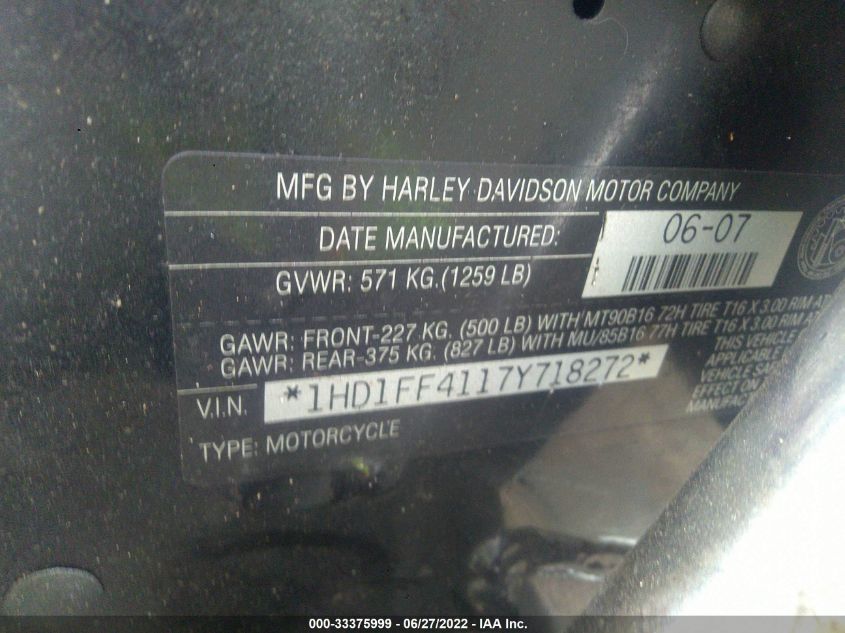 MFG BY HARLEY DAVIDSON MOTOR COMPANY
DATE MANUFACTURED: 06-07
GVWR: 571 KG.(1259 LB)
GAWR: FRONT-227 KG. (500 LB) WITH MT90B16 72H TIRE T16 X 3.00 RIM AT
GAWR: REAR-375 KG. (827 LB) WITH MU/85B16 77H TIRE T16 X 3.00 RIM AT
THIS VEHICLE
APPLICABLE
VEHICLE SAF
MANUFAC
V.I.N. *1HD1FF4117Y718272*
TYPE: MOTORCYCLE
000-33375999 - 06/27/2022 - IAA Inc.